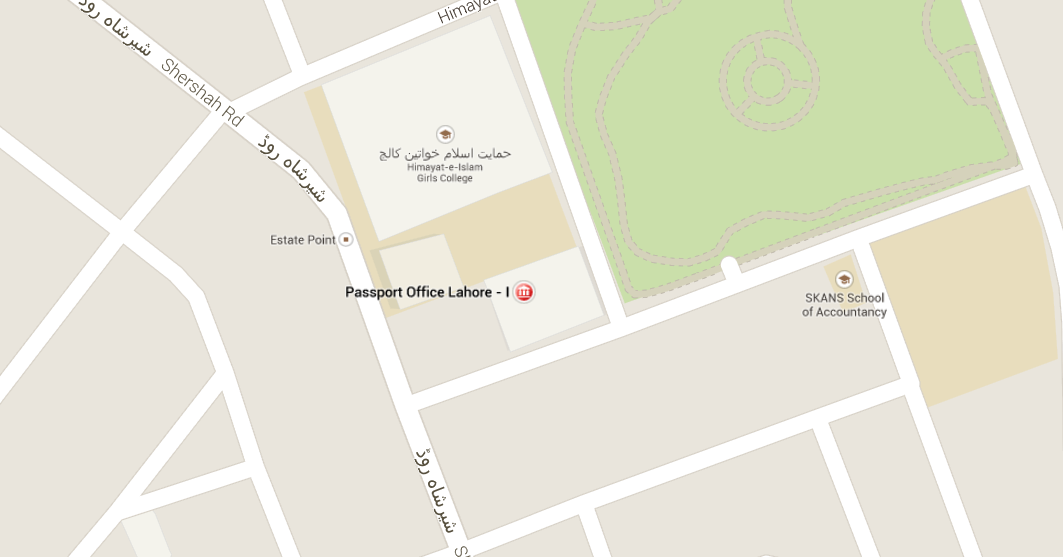 شیرشاہ روڈ
Himayat
Shershah Rd
شیرشاہ روڈ
حمایت اسلام خواتین کالج
Himayat-e-Islam
Girls College
Estate Point
Passport Office Lahore - I
SKANS School
of Accountancy
شیرشاہ روڈ